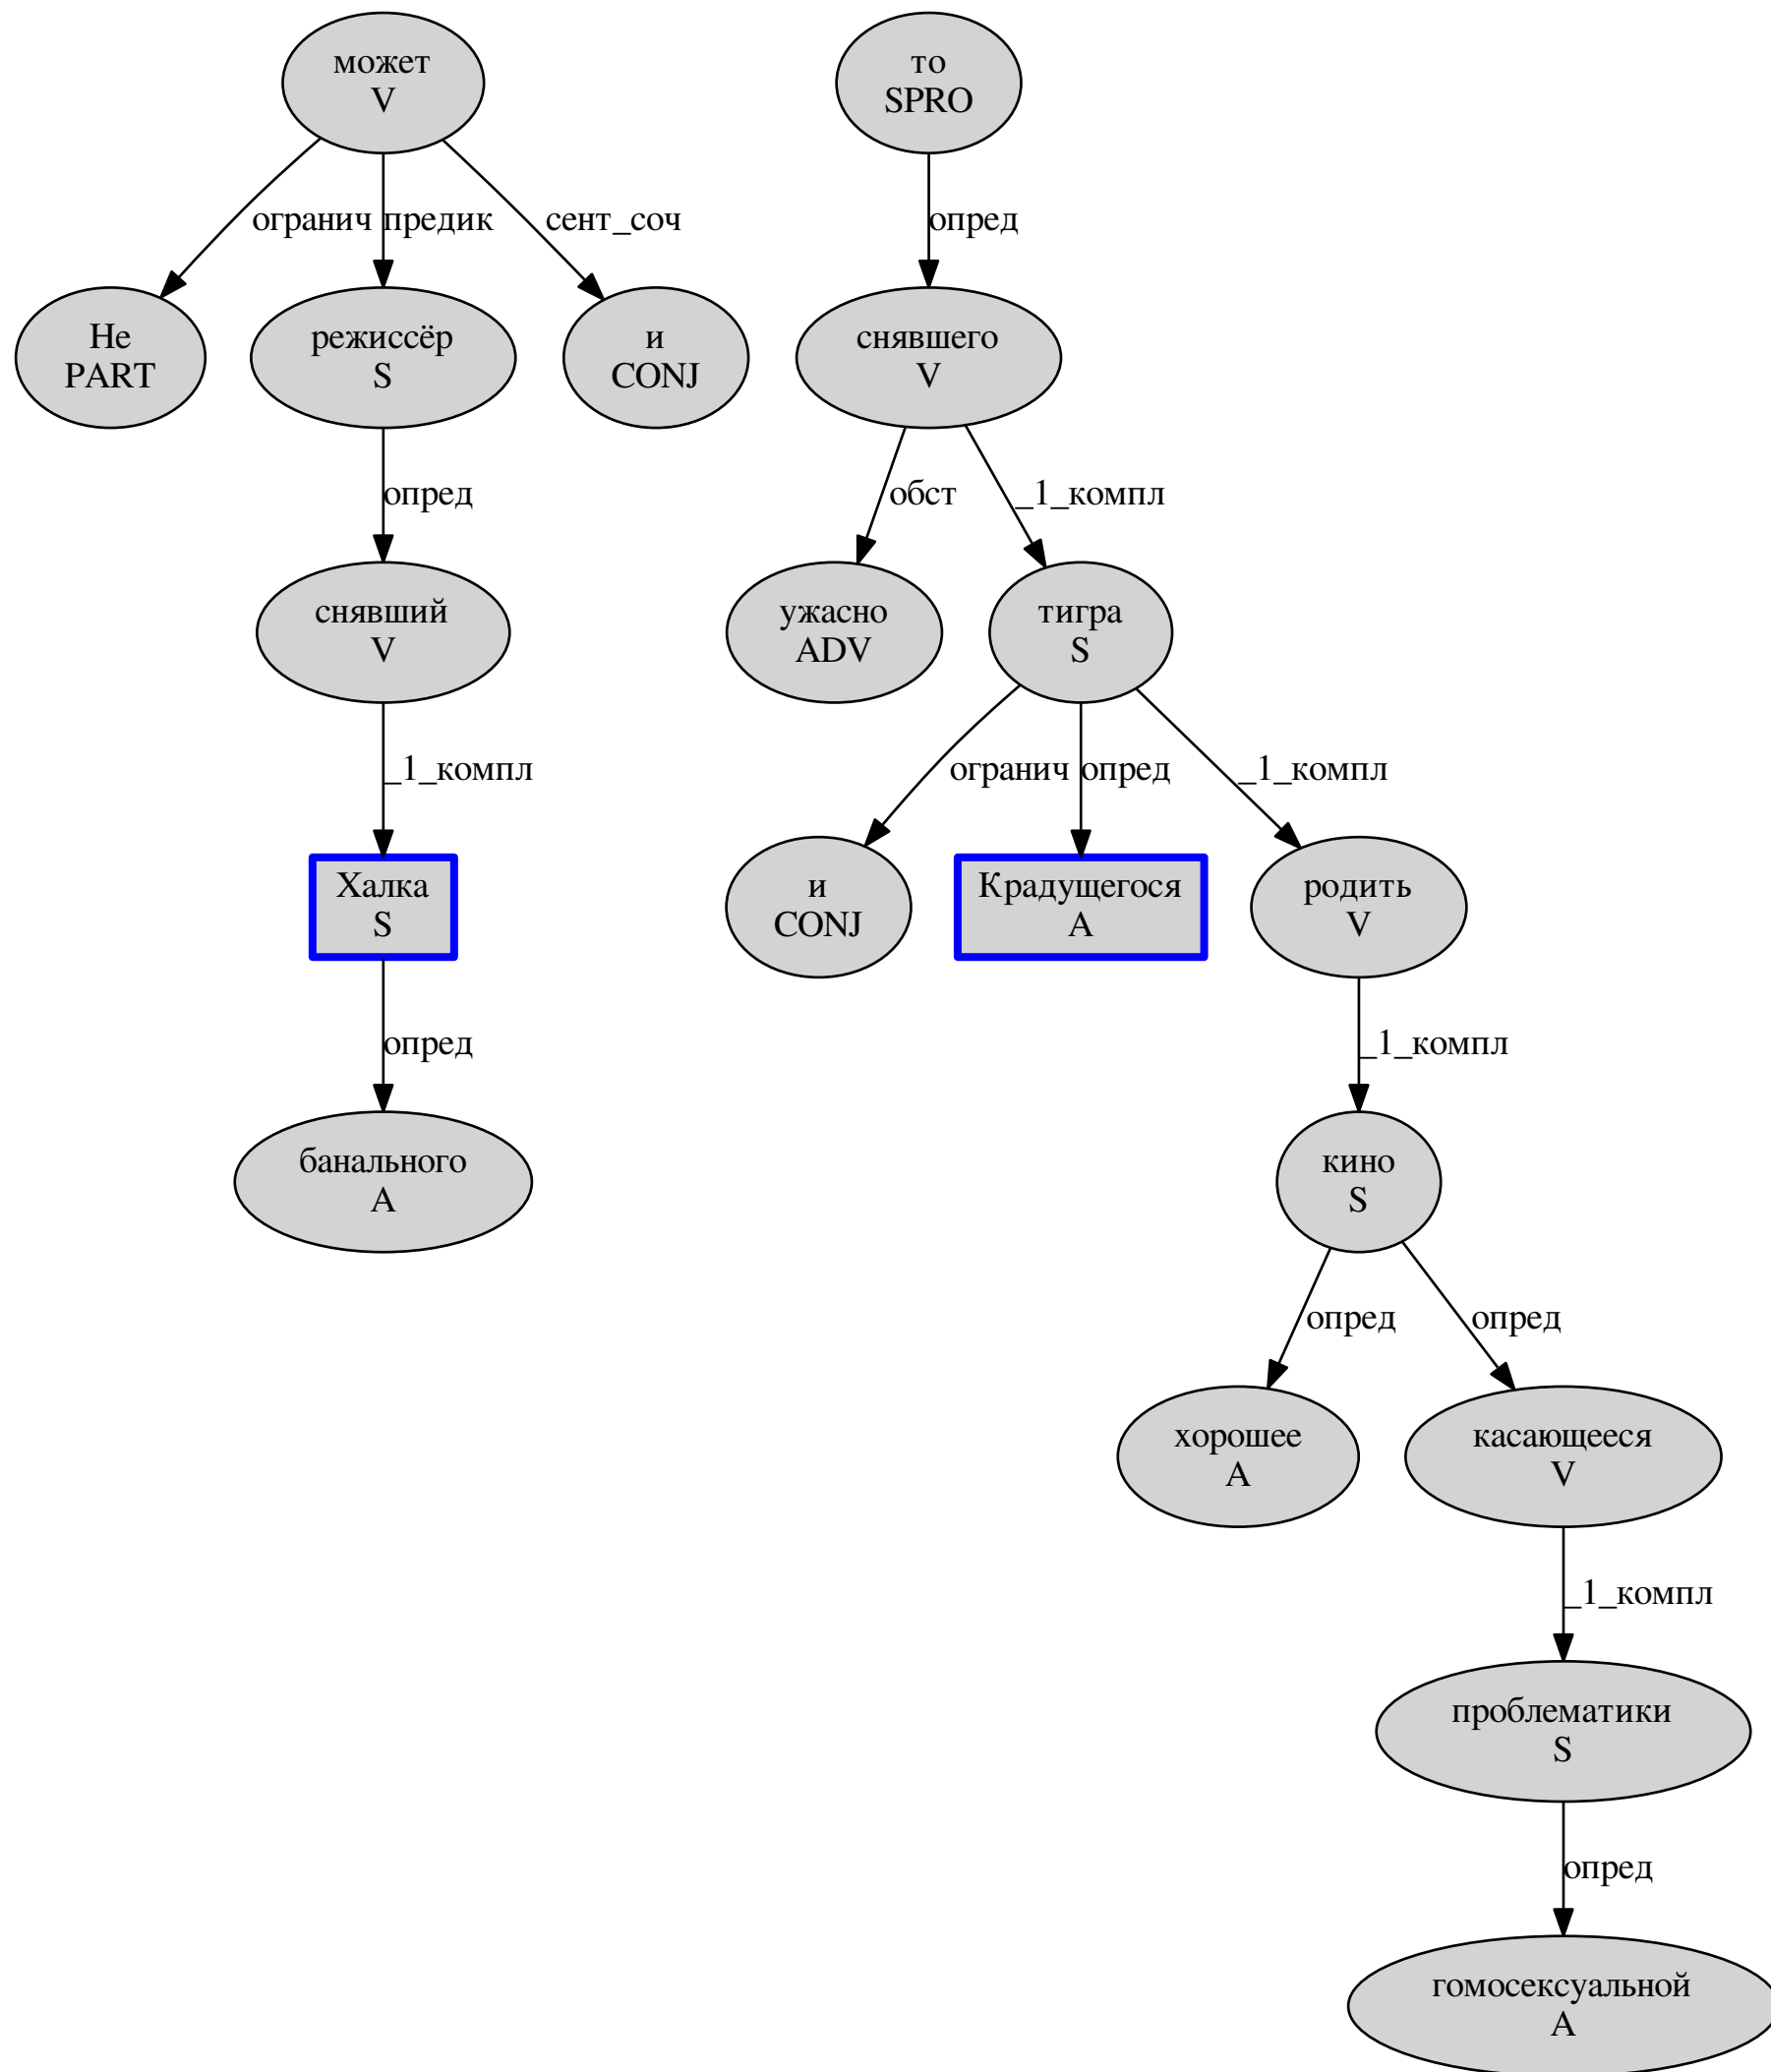 может
V
то
SPRO
огранич
предик
сент_соч
опред
Не
PART
режиссёр
S
и
CONJ
снявшего
V
опред
обст
_1_компл
снявший
V
ужасно
ADV
тигра
S
_1_компл
огранич
опред
_1_компл
Халка
S
и
CONJ
Крадущегося
A
родить
V
опред
_1_компл
банального
A
кино
S
опред
опред
хорошее
A
касающееся
V
_1_компл
проблематики
S
опред
гомосексуальной
A